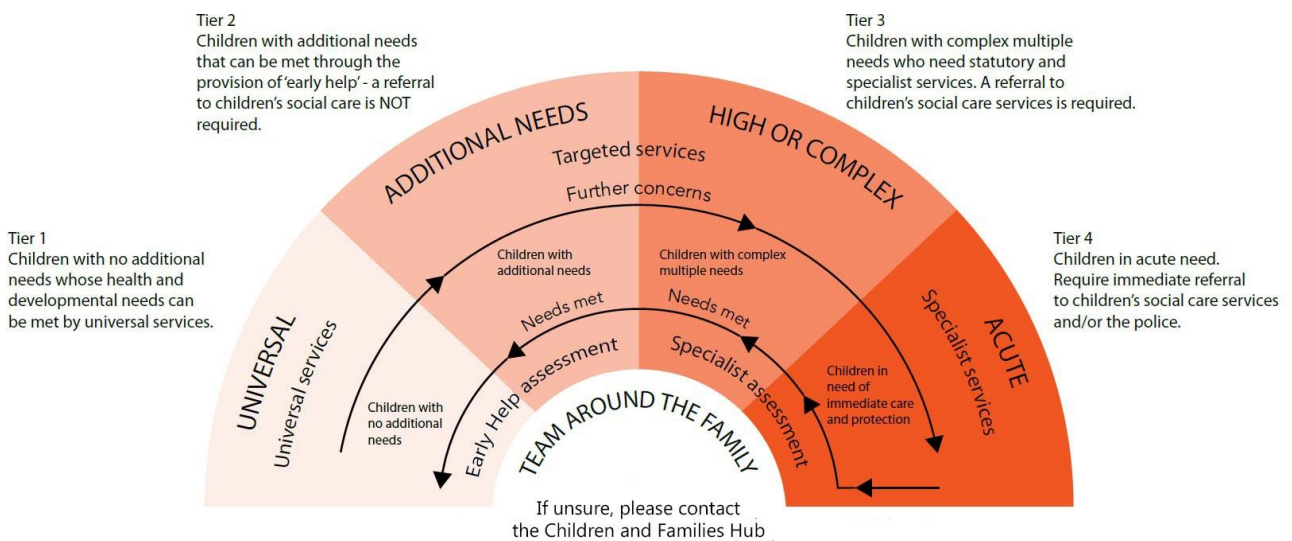 Tier 1
Children with no additional
needs whose health and
developmental needs can
be met by universal services.
Tier 2
Children with additional needs
that can be met through the
provision of ‘early help’ - a referral
to children’s social care is NOT
required.
Tier 3
Children with complex multiple
needs who need statutory and
specialist services. A referral to
children’s social care services is required.
Tier 4
Children in acute need.
Require immediate referral
to children’s social care services
and/or the police.
UNIVERSAL
ADDITIONAL NEEDS
HIGH OR COMPLEX
ACUTE
Universal services
Targeted services
Specialist services
Further concerns
Children with
no additional
needs
Children with
additional needs
Children with complex
multiple needs
Children in
need of
immediate care
and protection
Needs met
Needs met
Early Help assessment
Specialist assessment
TEAM AROUND THE FAMILY
If unsure, please contact
the Children and Families Hub